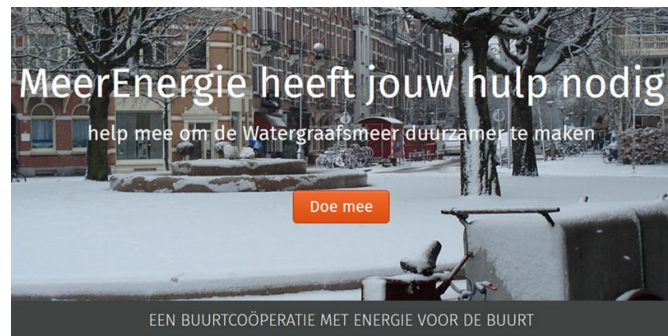 MeerEnergie heeft jouw hulp nodig
help mee om de Watergraafsmeer duurzamer te maken
Doe mee
EEN BUURTCOÖPERATIE MET ENERGIE VOOR DE BUURT